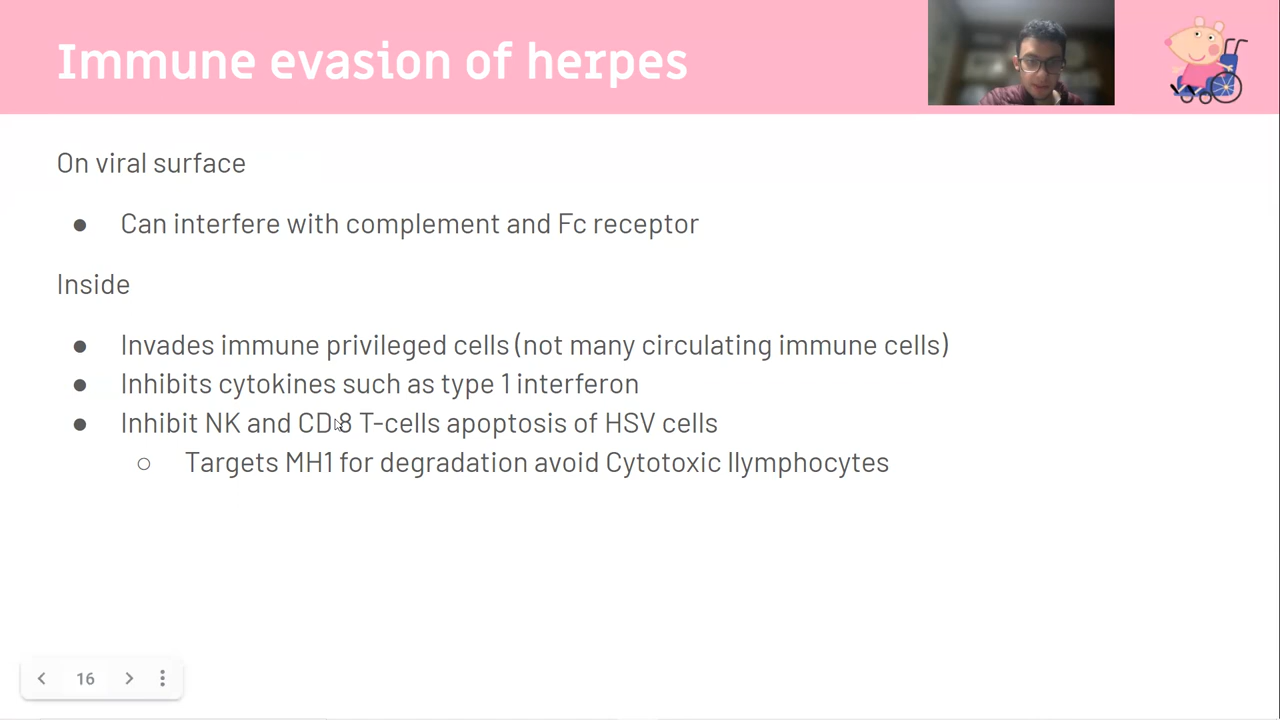 Immune evasion of herpes
On viral surface
● Can interfere with complement and Fc receptor
Inside
● Invades immune privileged cells (not many circulating immune cells)
● Inhibits cytokines such as type 1 interferon
● Inhibit NK and CD8 T-cells apoptosis of HSV cells
○ Targets MH1 for degradation avoid Cytotoxic llymphocytes
16